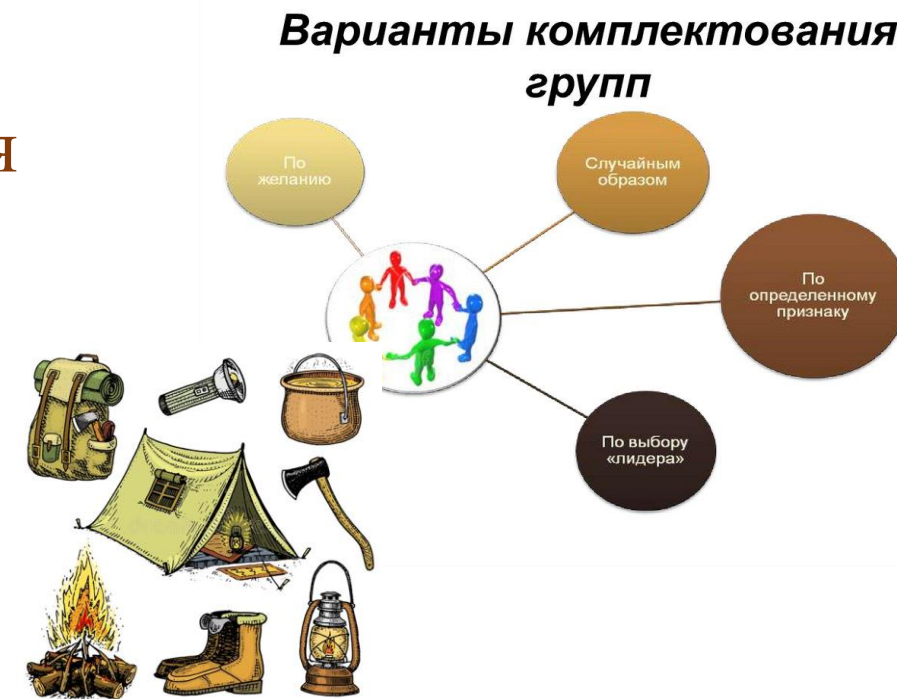 Варианты комплектования
групп
я
По
желанию
Случайным
образом
По
определенному
признаку
По выбору
«лидера»